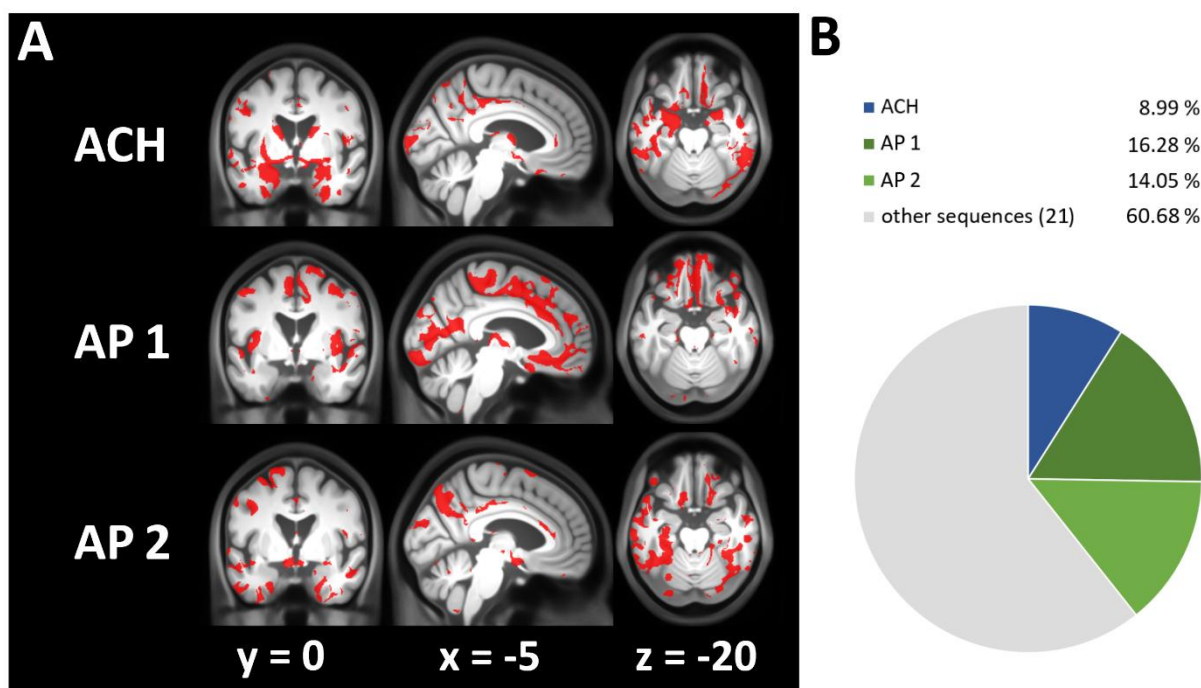 A
ACH
AP 1
AP 2
y = 0 x = -5 z = -20
B
ACH 8.99 %
AP 1 16.28 %
AP 2 14.05 %
other sequences (21) 60.68 %